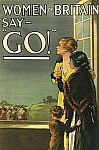 WOMEN OF BRITAIN
SAY—
"GO!"